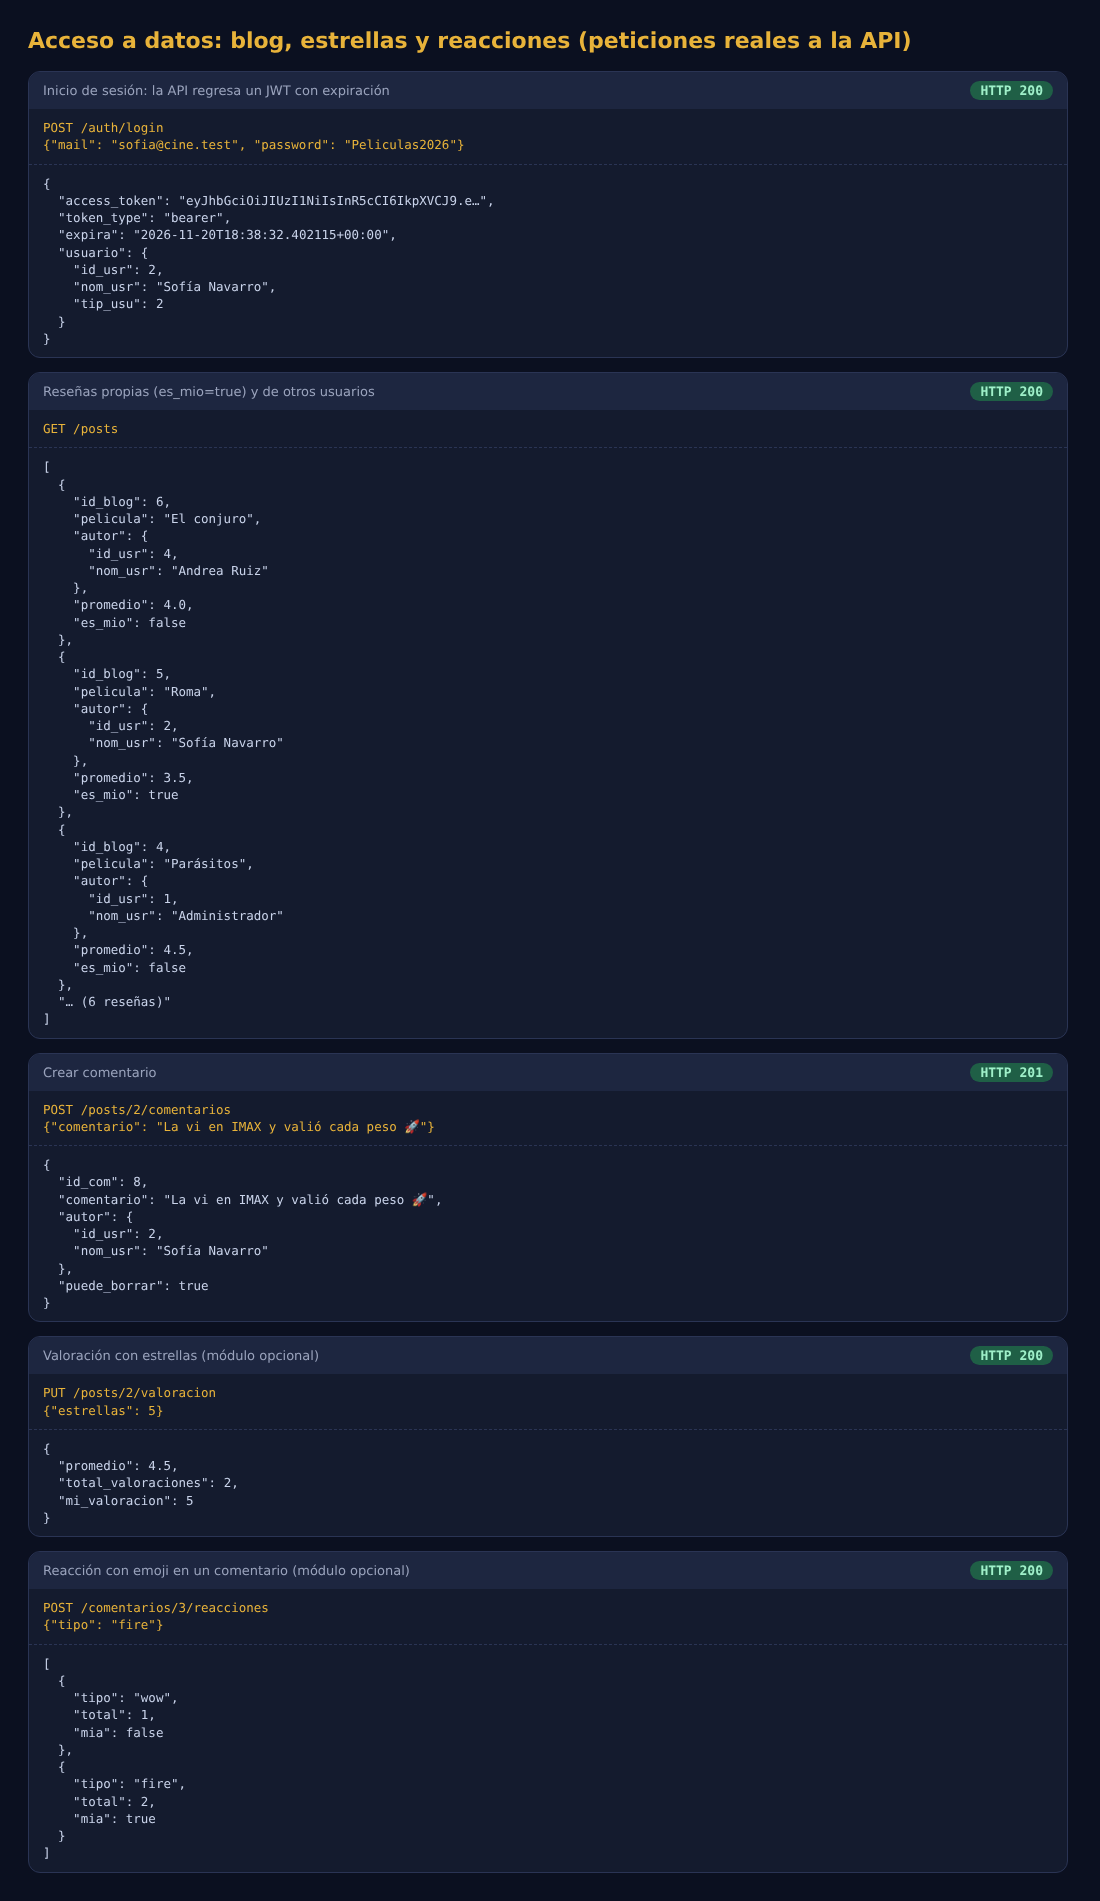 Acceso a datos: blog, estrellas y reacciones (peticiones reales a la API)
Inicio de sesión: la API regresa un JWT con expiración
HTTP 200
POST /auth/login
{"mail": "sofia@cine.test", "password": "Peliculas2026"}
{
  "access_token": "eyJhbGciOiJIUzI1NiIsInR5cCI6IkpXVCJ9.e…",
  "token_type": "bearer",
  "expira": "2026-11-20T18:38:32.402115+00:00",
  "usuario": {
    "id_usr": 2,
    "nom_usr": "Sofía Navarro",
    "tip_usu": 2
  }
}
Reseñas propias (es_mio=true) y de otros usuarios
HTTP 200
GET /posts
[
  {
    "id_blog": 6,
    "pelicula": "El conjuro",
    "autor": {
      "id_usr": 4,
      "nom_usr": "Andrea Ruiz"
    },
    "promedio": 4.0,
    "es_mio": false
  },
  {
    "id_blog": 5,
    "pelicula": "Roma",
    "autor": {
      "id_usr": 2,
      "nom_usr": "Sofía Navarro"
    },
    "promedio": 3.5,
    "es_mio": true
  },
  {
    "id_blog": 4,
    "pelicula": "Parásitos",
    "autor": {
      "id_usr": 1,
      "nom_usr": "Administrador"
    },
    "promedio": 4.5,
    "es_mio": false
  },
  "… (6 reseñas)"
]
Crear comentario
HTTP 201
POST /posts/2/comentarios
{"comentario": "La vi en IMAX y valió cada peso 🚀"}
{
  "id_com": 8,
  "comentario": "La vi en IMAX y valió cada peso 🚀",
  "autor": {
    "id_usr": 2,
    "nom_usr": "Sofía Navarro"
  },
  "puede_borrar": true
}
Valoración con estrellas (módulo opcional)
HTTP 200
PUT /posts/2/valoracion
{"estrellas": 5}
{
  "promedio": 4.5,
  "total_valoraciones": 2,
  "mi_valoracion": 5
}
Reacción con emoji en un comentario (módulo opcional)
HTTP 200
POST /comentarios/3/reacciones
{"tipo": "fire"}
[
  {
    "tipo": "wow",
    "total": 1,
    "mia": false
  },
  {
    "tipo": "fire",
    "total": 2,
    "mia": true
  }
]